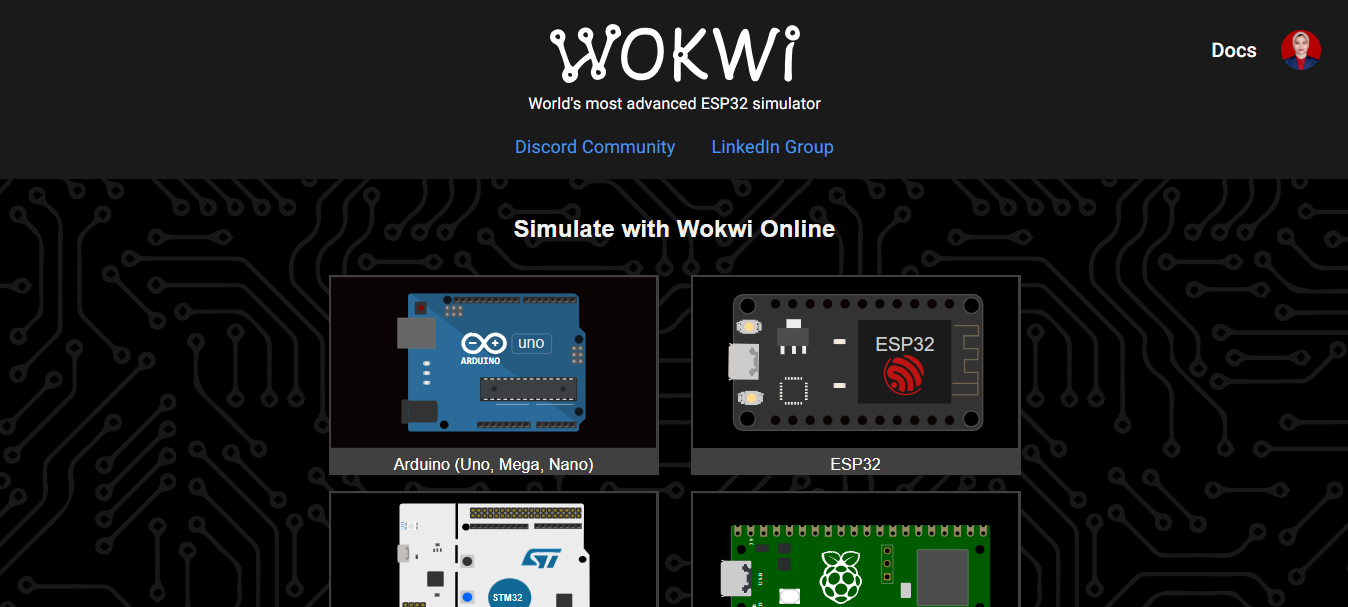 WOKWi
Docs
World's most advanced ESP32 simulator
Discord Community LinkedIn Group
Simulate with Wokwi Online
uno
ARDUINO
ESP32
Arduino (Uno, Mega, Nano)
ESP32
ST
STM32